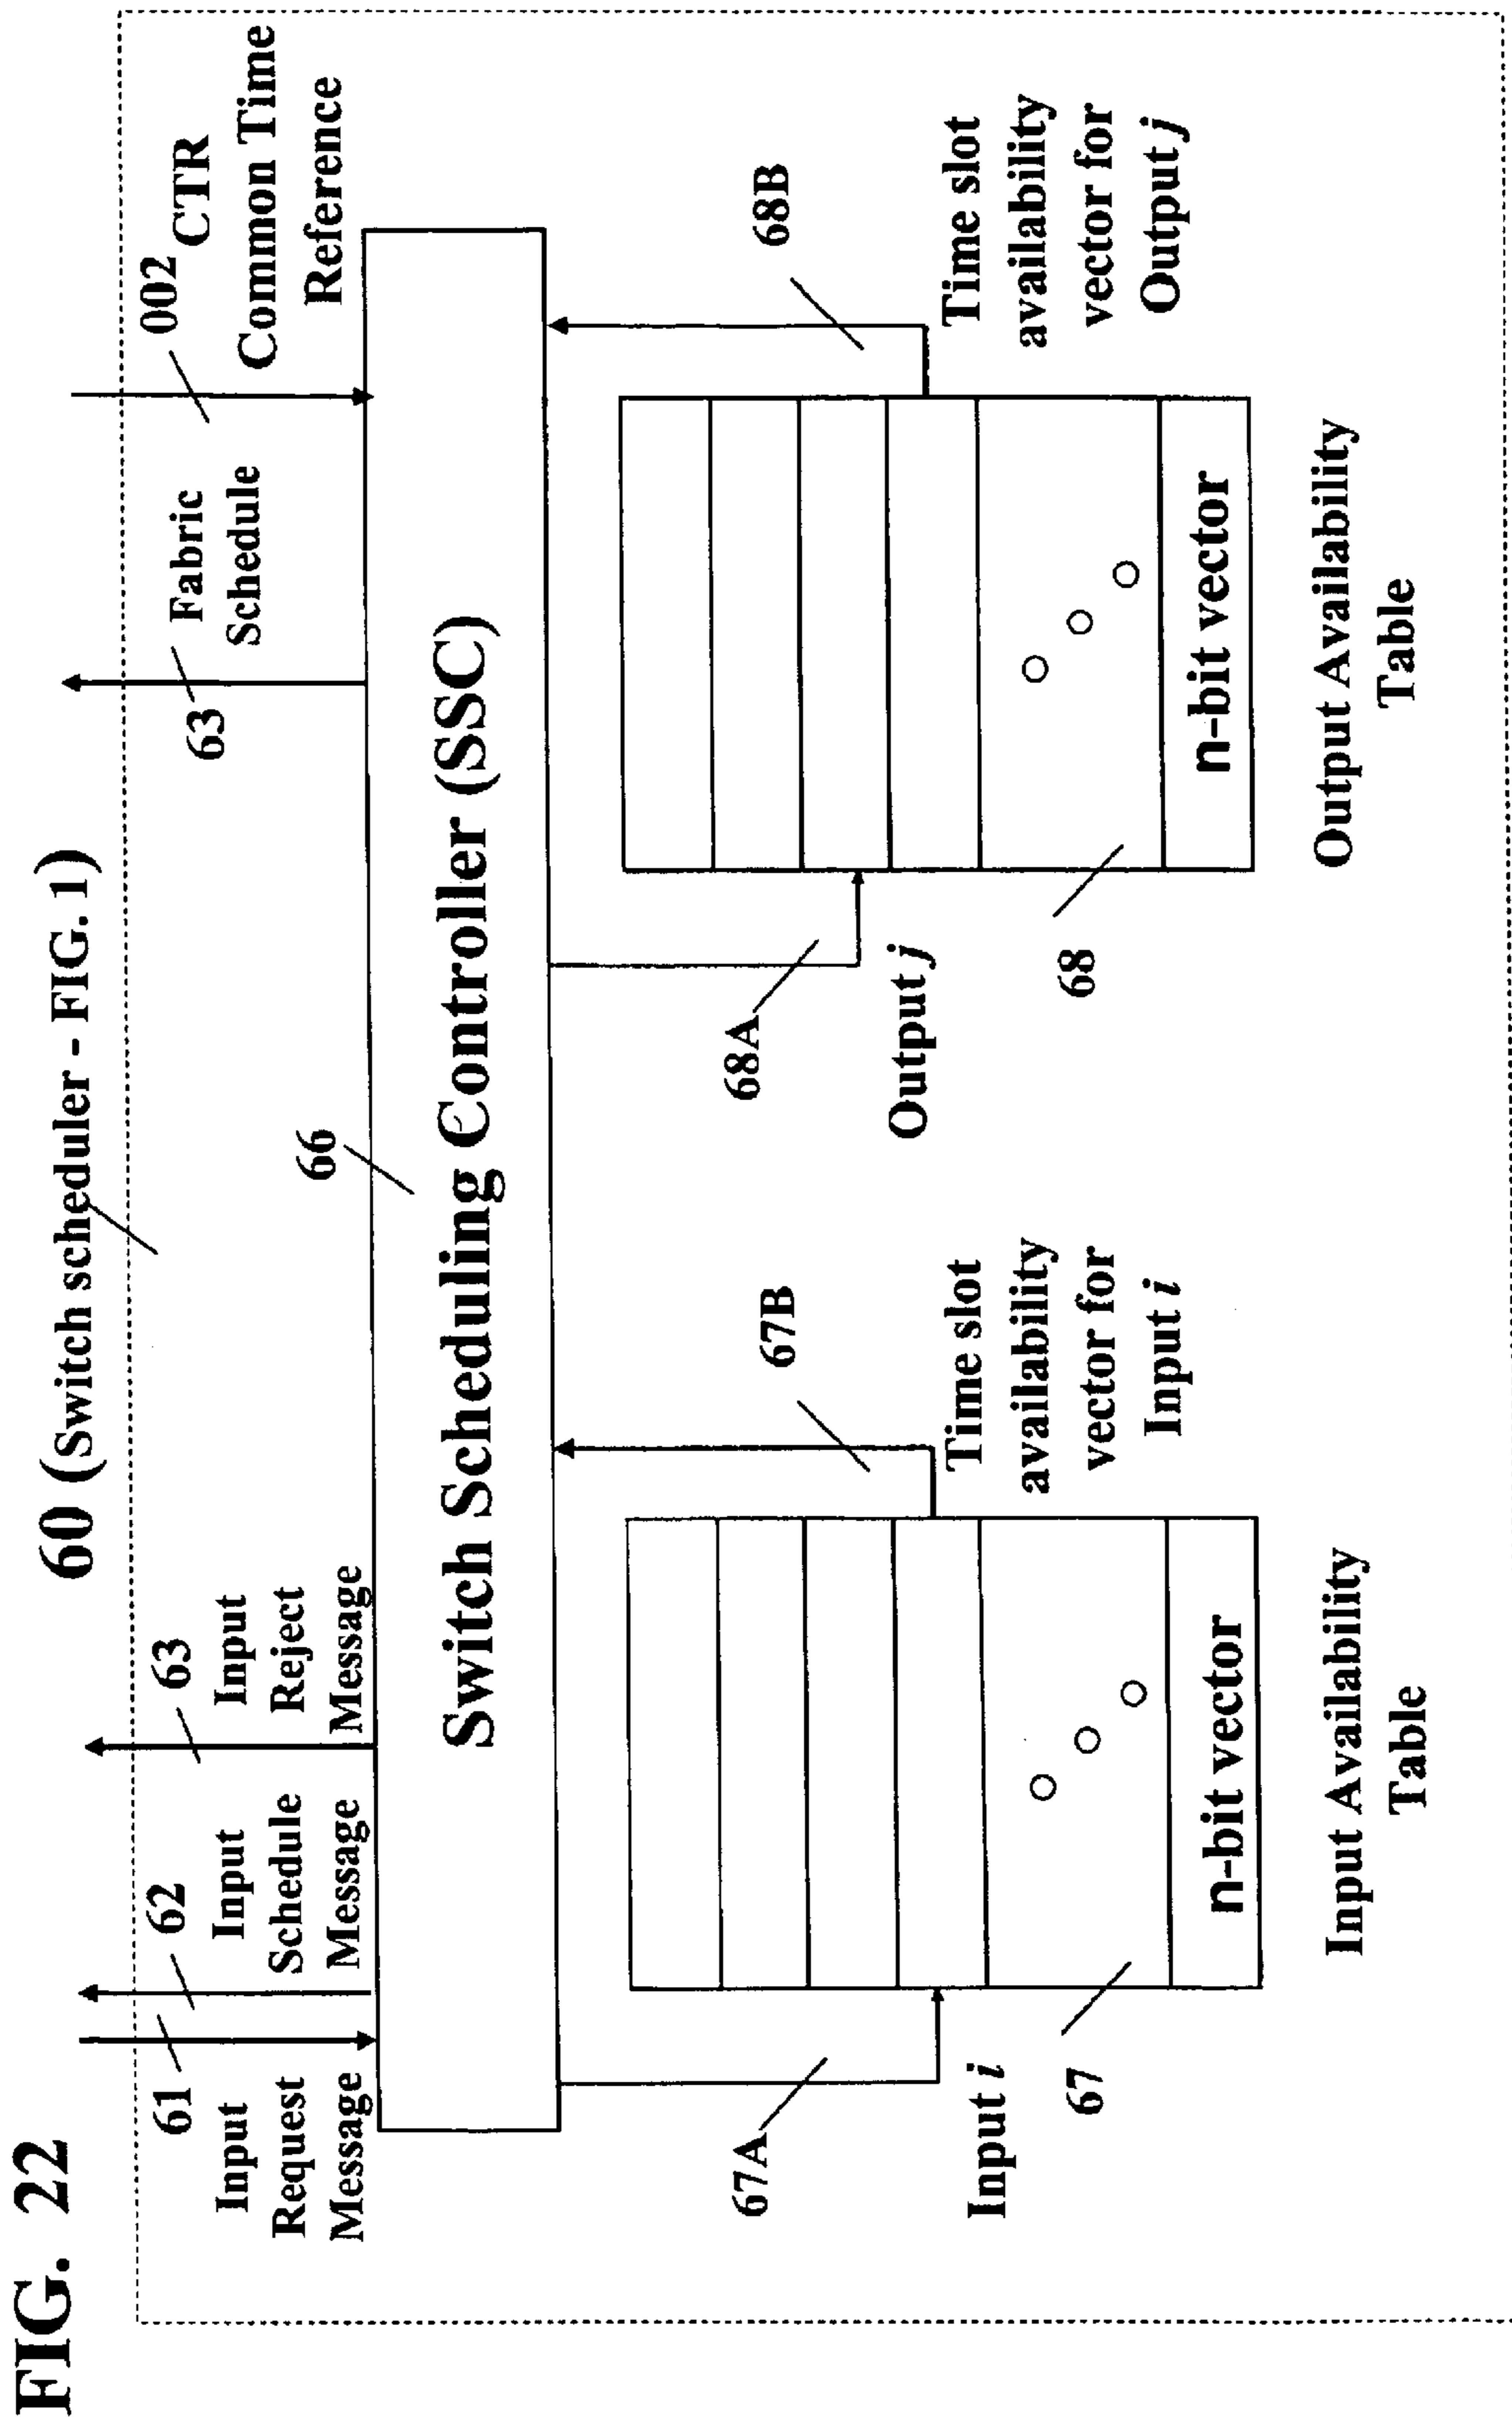 FIG. 22
60 (Switch scheduler - FIG. 1)
61
Input
Request
Message
62
Input
Schedule
Message
63
Input
Reject
Message
63
Fabric
Schedule
002
CTR
Common Time
Reference
66
Switch Scheduling Controller (SSC)
67A
Input i
67
n-bit vector
Input Availability
Table
67B
Time slot
availability
vector for
Input i
68A
Output j
68
n-bit vector
Output Availability
Table
68B
Time slot
availability
vector for
Output j